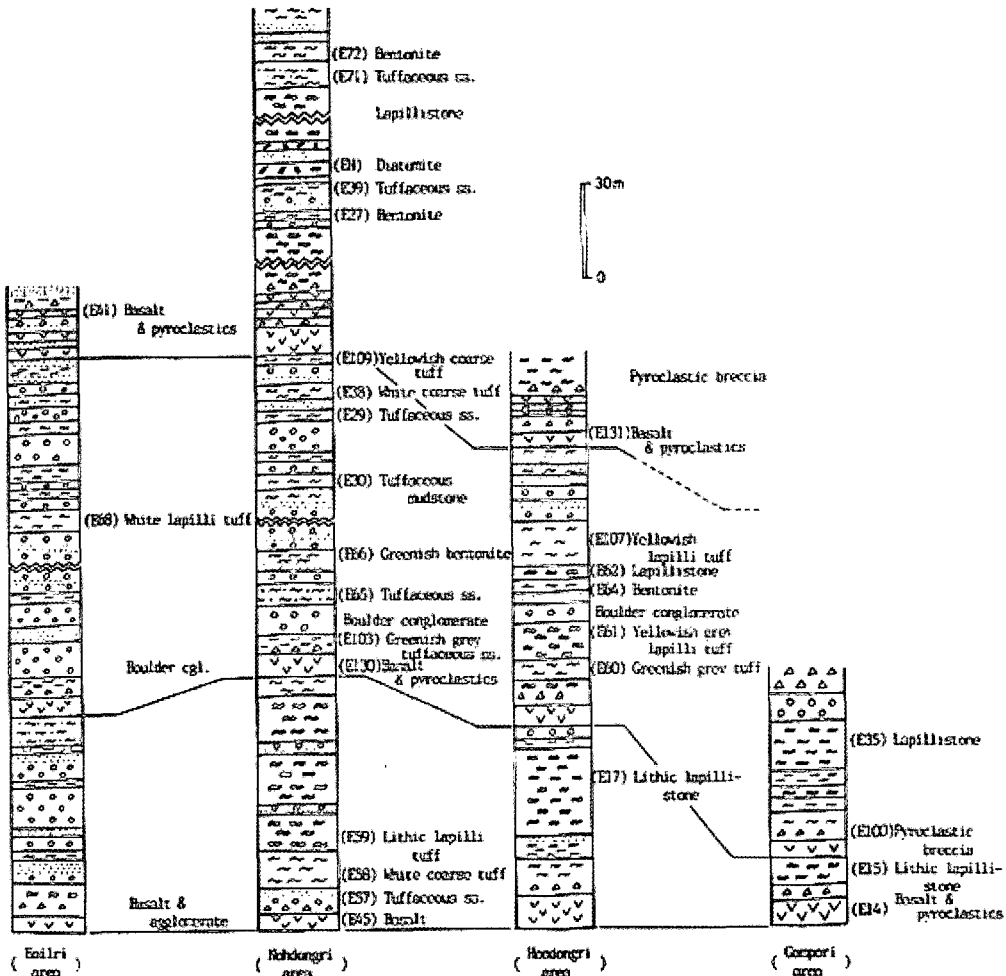 (E72) Bentonite
(E71) Tuffaceous ss.
Lapillistone
Diatumite
(E39) Tuffaceous ss.
(E27) Bentonite
30m
0
(E41) Basalt
& pyroclastics
(E109) Yellowish coarse
tuff
(E38) White coarse tuff
(E29) Tuffaceous ss.
(E30) Tuffaceous
mudstone
(E68) White lapilli tuff
(E66) Greenish bentonite
(E65) Tuffaceous ss.
Boulder conglomerate
(E103) Greenish grey
tuffaceous ss.
(E130) Basalt
& pyroclastics
Boulder cgl.
(E59) Lithic lapilli
tuff
(E58) White coarse tuff
(E57) Tuffaceous ss.
(E45) Basalt
Basalt &
agglomerate
Pyroclastic breccia
(E131) Basalt
& pyroclastics
(E107) Yellowish
lapilli tuff
(E62) Lapillistone
(E64) Bentonite
Boulder conglomerate
(E61) Yellowish grey
lapilli tuff
(E60) Greenish grey tuff
(E17) Lithic lapilli-
stone
(E35) Lapillistone
(E100) Pyroclastic
breccia
(E15) Lithic lapilli-
stone
(E14) Basalt &
pyroclastics
( area )
( area )
( area )
( area )